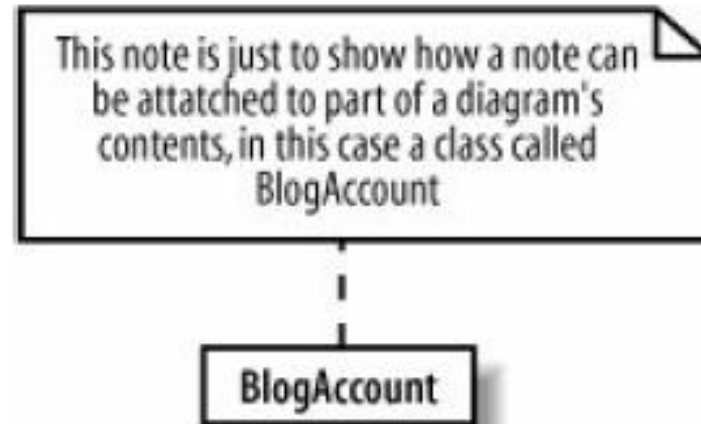 This note is just to show how a note can
be attatched to part of a diagram's
contents, in this case a class called
BlogAccount
BlogAccount